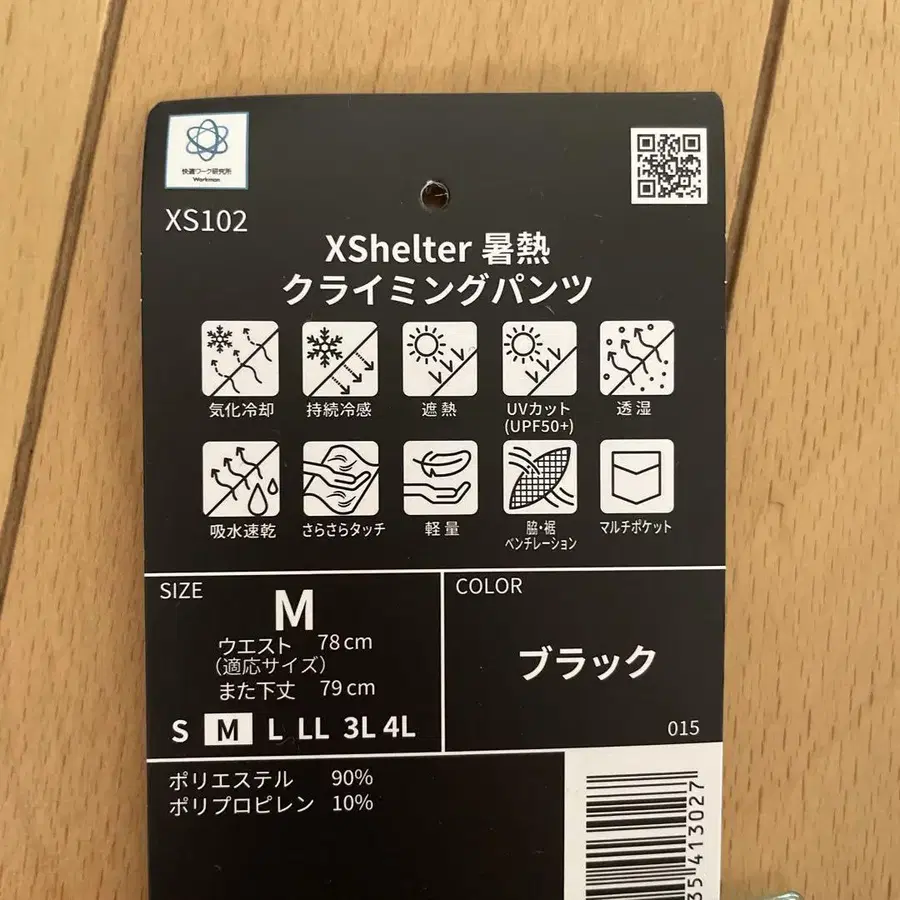 快適ワーク研究所
Workman
XS102
XShelter 暑熱
クライミングパンツ
気化冷却
持続冷感
遮熱
UVカット
(UPF50+)
透湿
吸水速乾
さらさらタッチ
軽量
脇・裾
ベンチレーション
マルチポケット
SIZE
M
ウエスト 78cm
(適応サイズ)
また下丈 79cm
S M L LL 3L 4L
COLOR
ブラック
015
ポリエステル 90%
ポリプロピレン 10%
35 413027